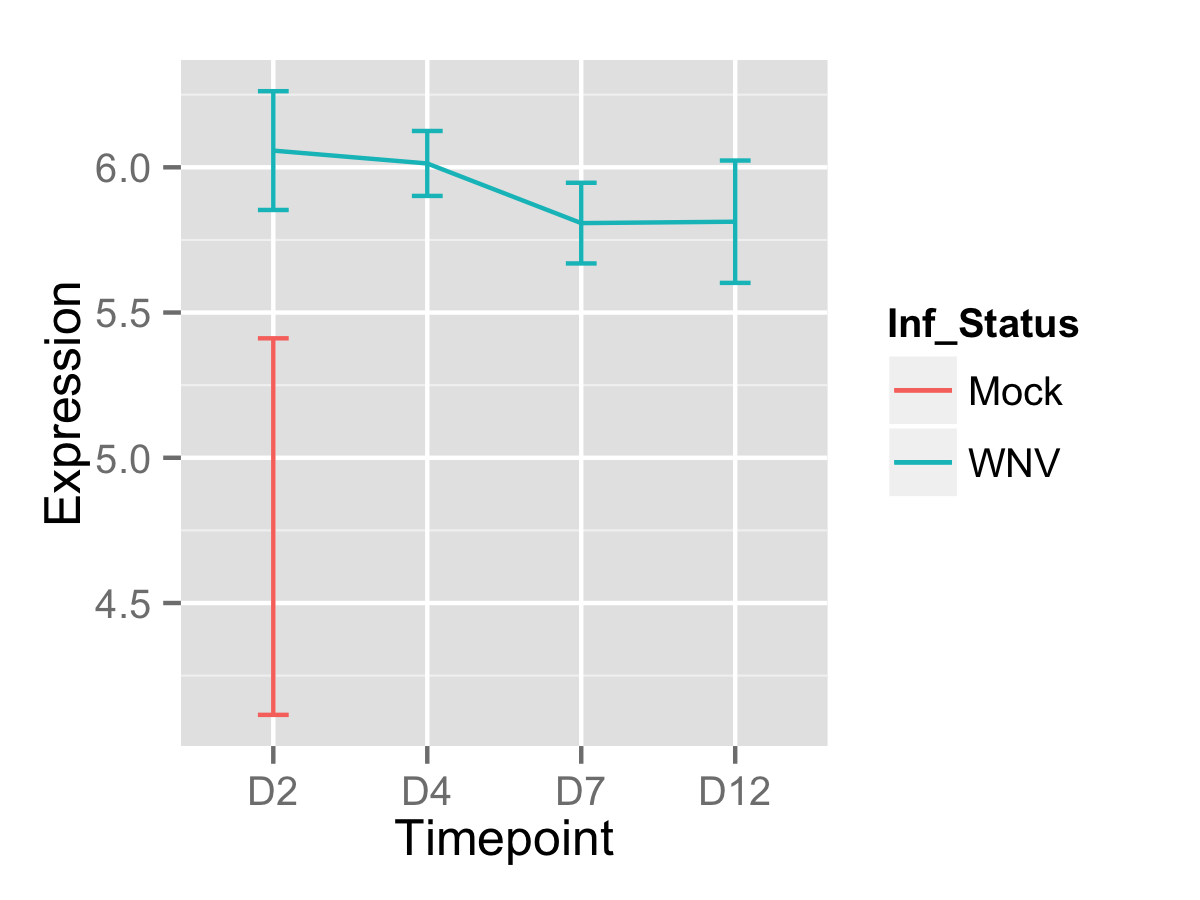 Expression
6.0
5.5
5.0
4.5
D2 D4 D7 D12
Timepoint
Inf_Status
Mock
WNV